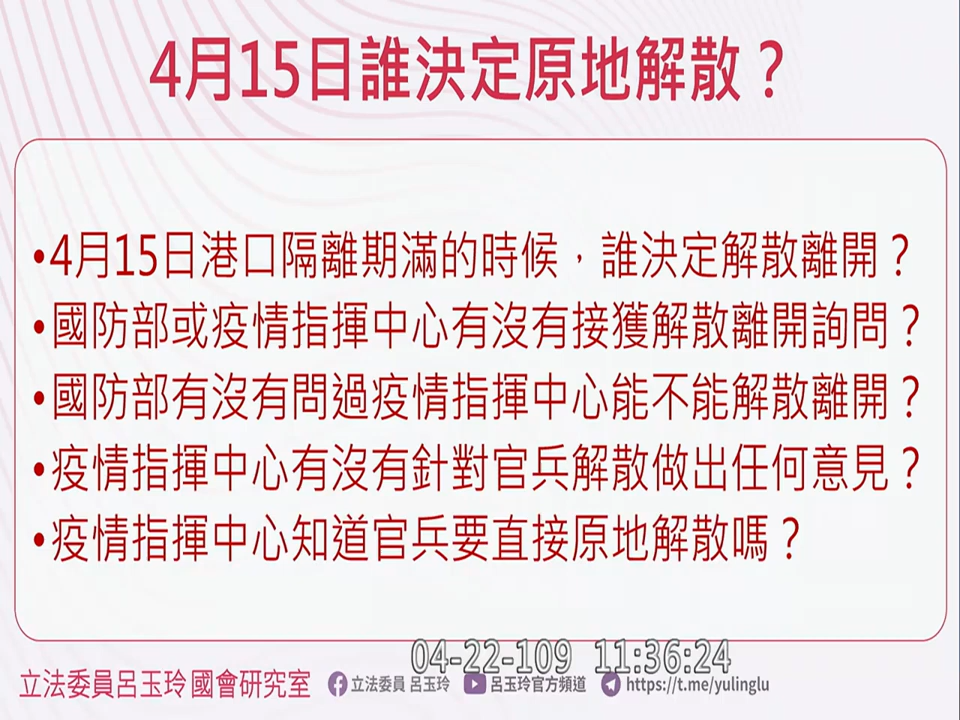 4月15日誰決定原地解散？
•4月15日港口隔離期滿的時候，誰決定解散離開？
•國防部或疫情指揮中心有沒有接獲解散離開詢問？
•國防部有沒有問過疫情指揮中心能不能解散離開？
•疫情指揮中心有沒有針對官兵解散做出任何意見？
•疫情指揮中心知道官兵要直接原地解散嗎？
04-22-109 11:36:24
立法委員呂玉玲國會研究室 立法委員 呂玉玲 呂玉玲官方頻道 https://t.me/yulinglu